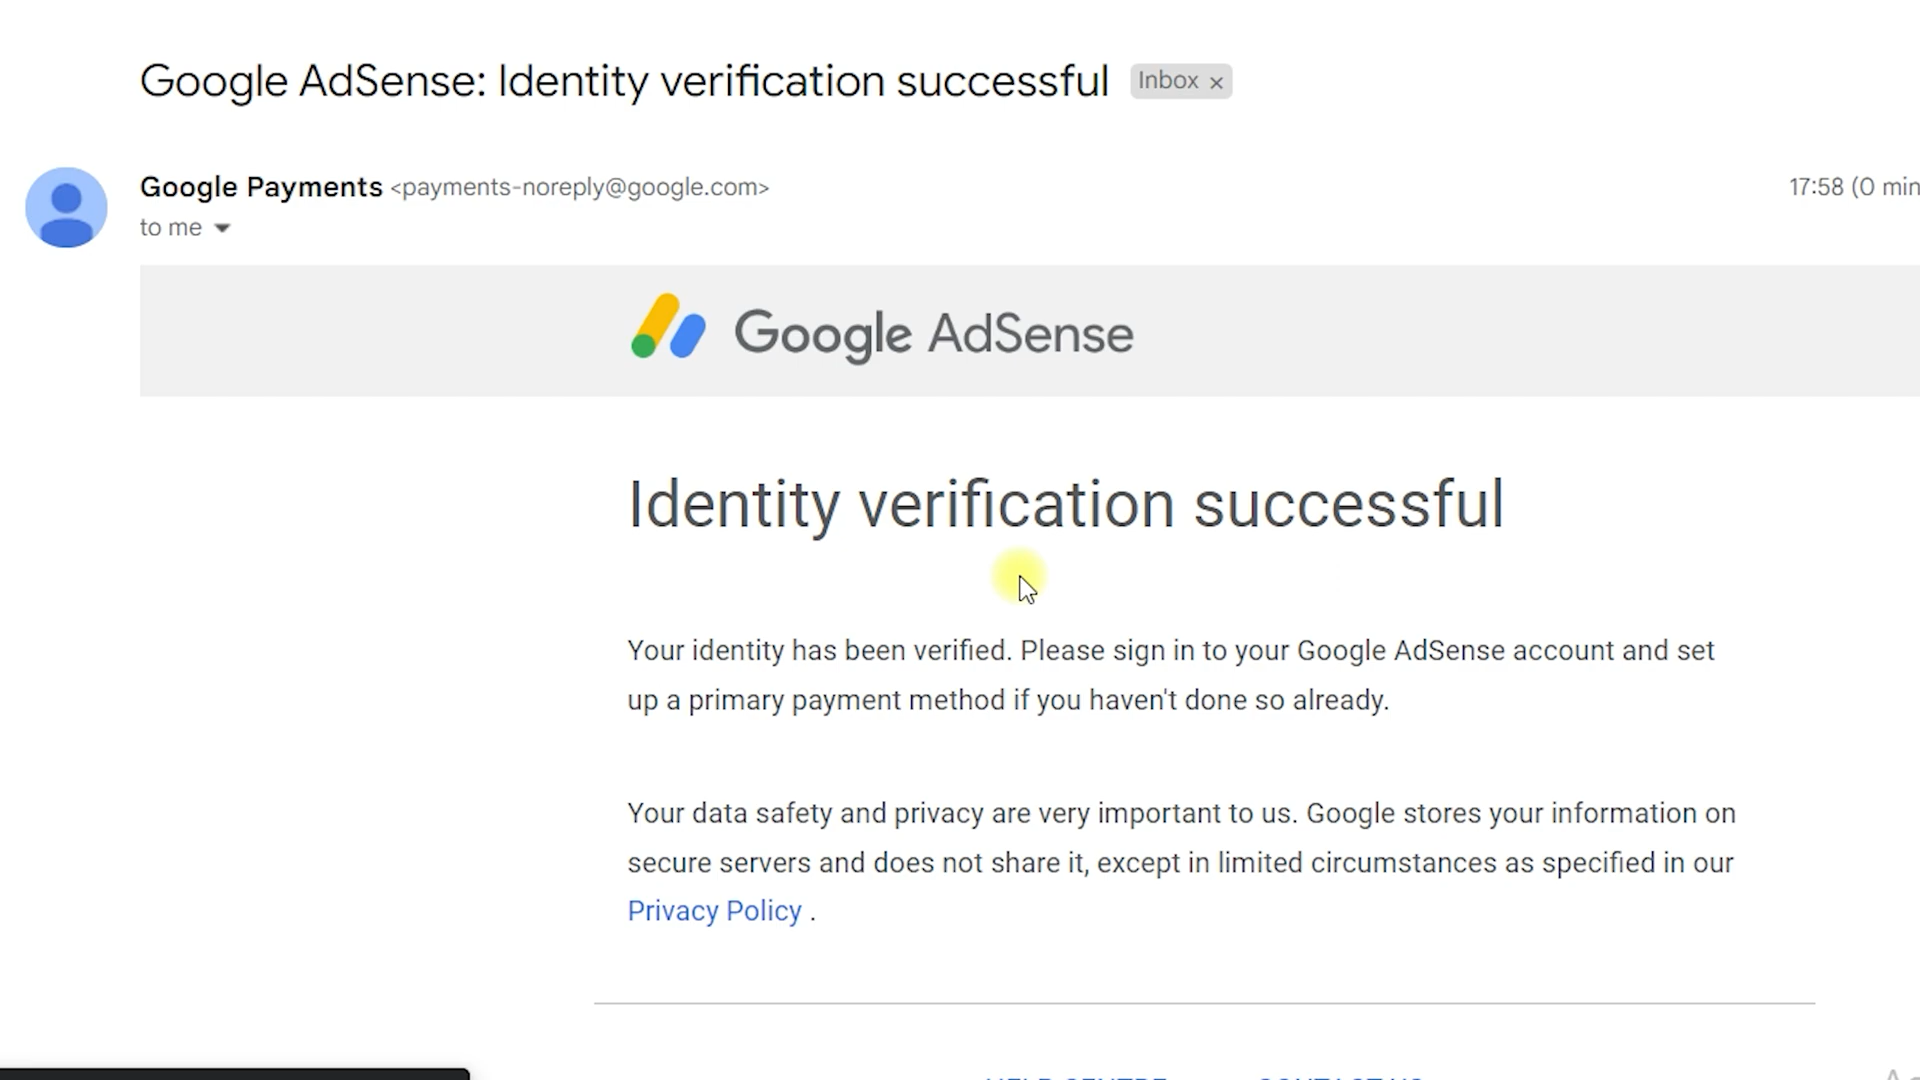 Google AdSense: Identity verification successful Inbox ×
Google Payments <payments-noreply@google.com> 17:58 (0 min
to me
Google AdSense
Identity verification successful
Your identity has been verified. Please sign in to your Google AdSense account and set
up a primary payment method if you haven't done so already.
Your data safety and privacy are very important to us. Google stores your information on
secure servers and does not share it, except in limited circumstances as specified in our
Privacy Policy .